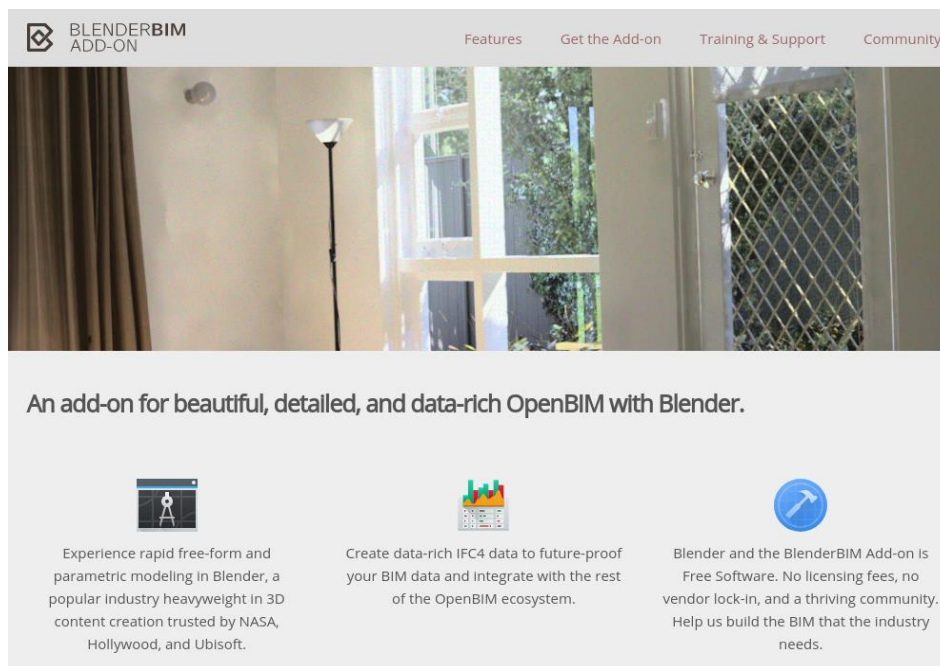 BLENDERBIM
ADD-ON
Features Get the Add-on Training & Support Community
An add-on for beautiful, detailed, and data-rich OpenBIM with Blender.
Experience rapid free-form and
parametric modeling in Blender, a
popular industry heavyweight in 3D
content creation trusted by NASA,
Hollywood, and Ubisoft.
Create data-rich IFC4 data to future-proof
your BIM data and integrate with the rest
of the OpenBIM ecosystem.
Blender and the BlenderBIM Add-on is
Free Software. No licensing fees, no
vendor lock-in, and a thriving community.
Help us build the BIM that the industry
needs.